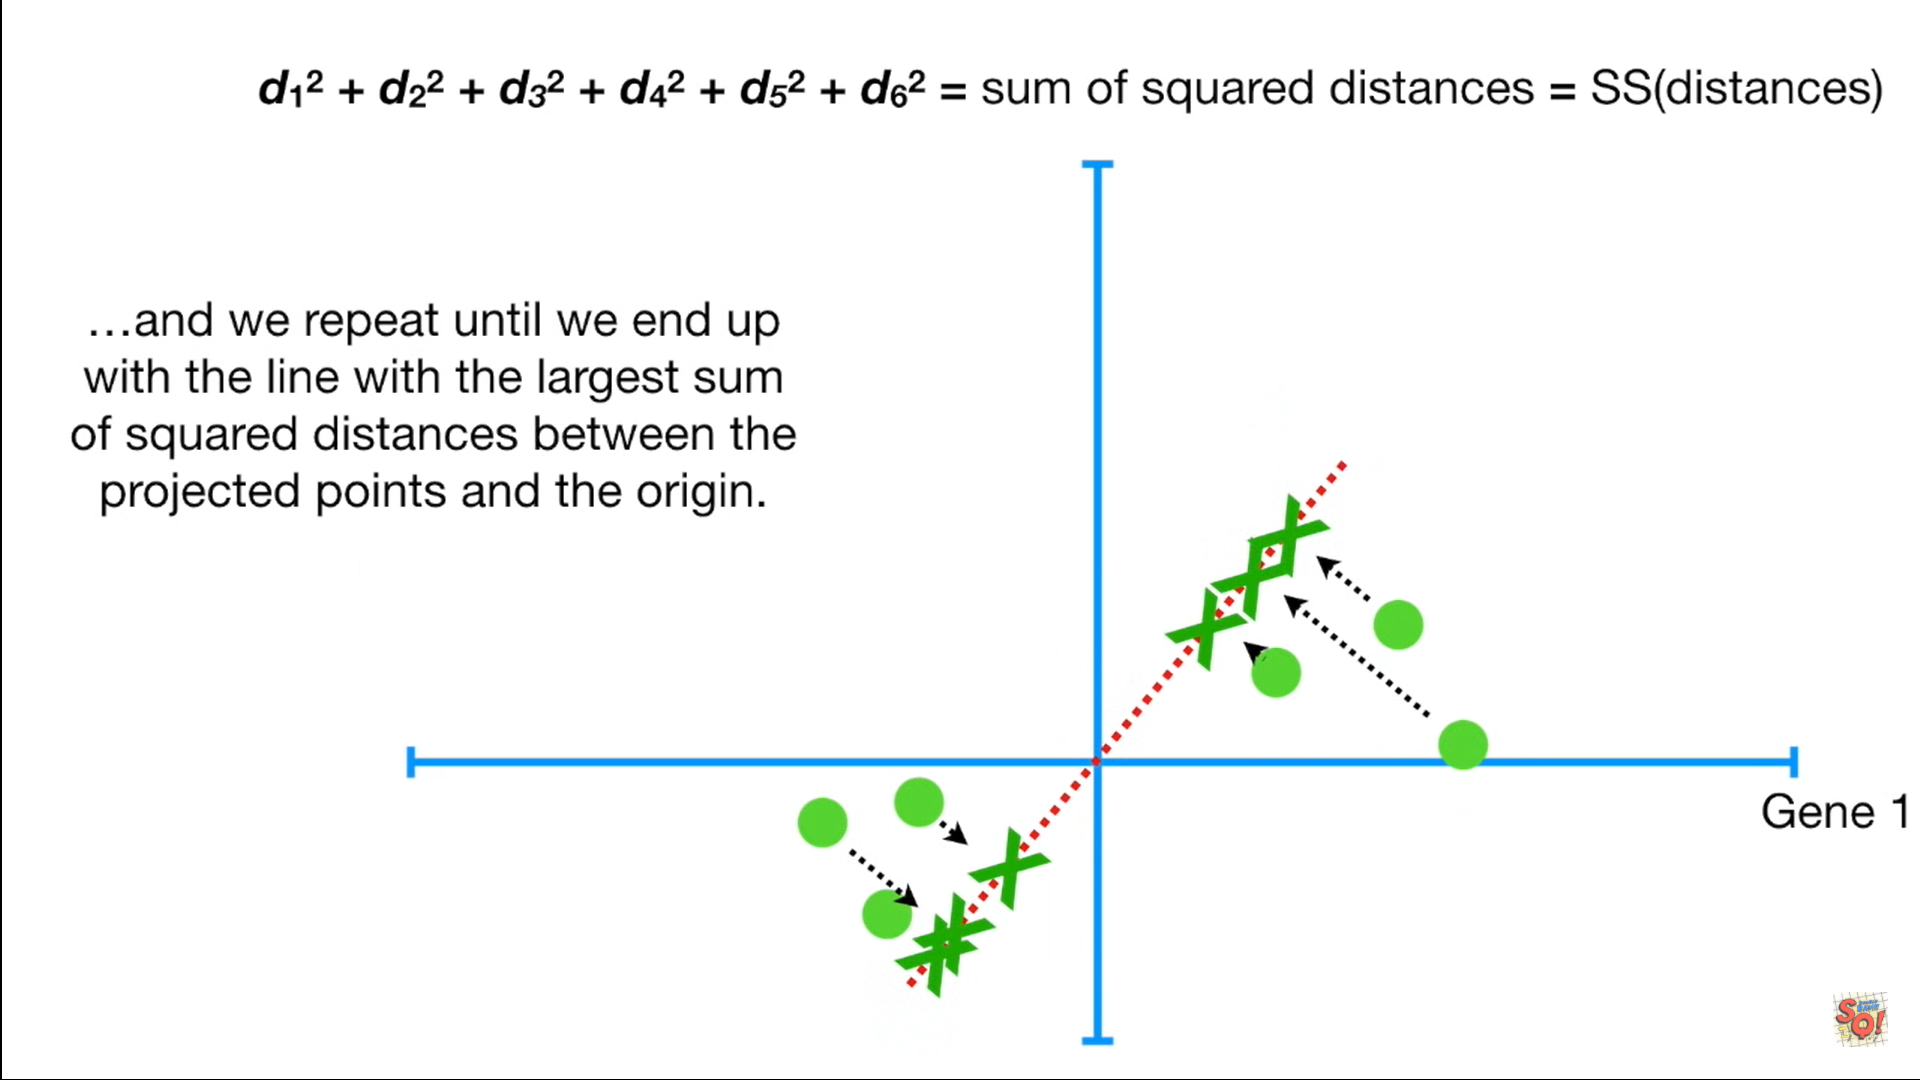 d₁² + d₂² + d₃² + d₄² + d₅² + d₆² = sum of squared distances = SS(distances)
…and we repeat until we end up
with the line with the largest sum
of squared distances between the
projected points and the origin.
Gene 1
SQ!